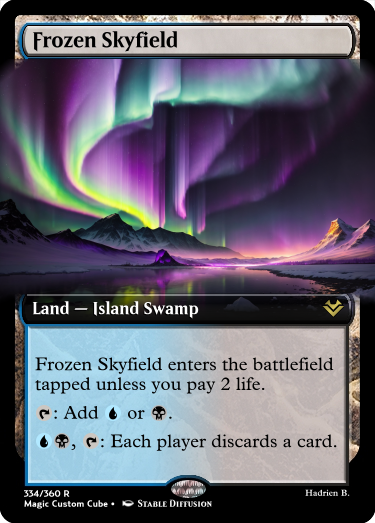 Frozen Skyfield
Land — Island Swamp
Frozen Skyfield enters the battlefield
tapped unless you pay 2 life.
: Add or .
, : Each player discards a card.
334/360 R
Hadrien B.
Magic Custom Cube • Stable Diffusion